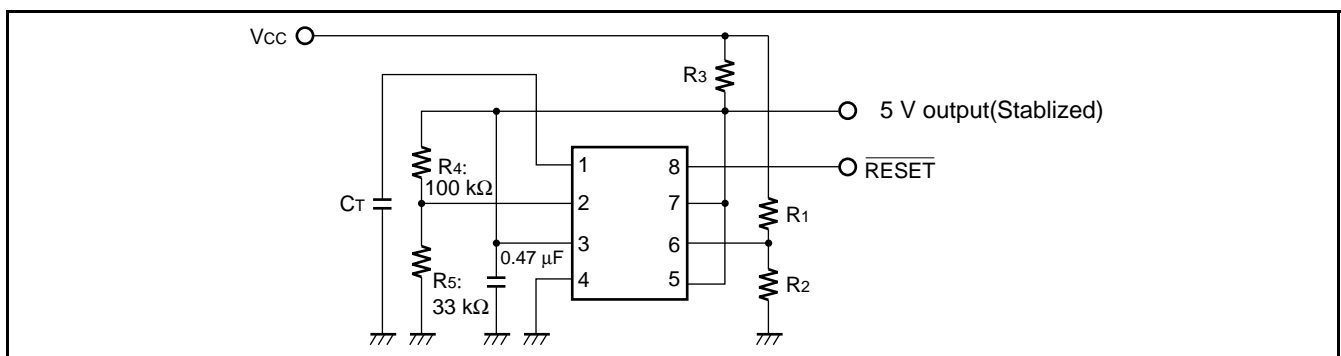 VCC
R3
5 V output(Stablized)
1
8
RESET
R4:
100 kΩ
CT
2
7
R1
3
6
0.47 μF
R5:
33 kΩ
4
5
R2